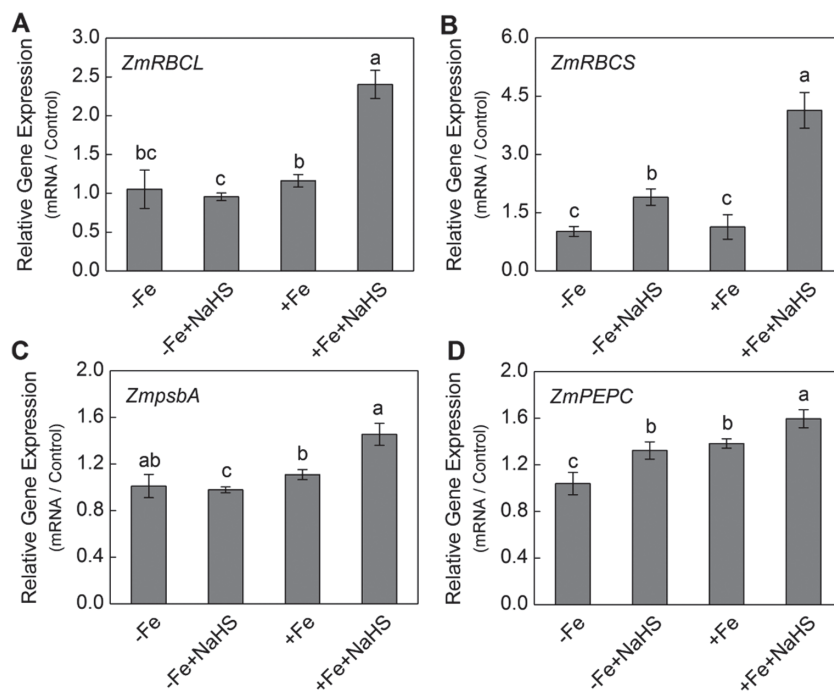 A
ZmRBCL
Relative Gene Expression
(mRNA / Control)
3.0
2.5
2.0
1.5
1.0
0.5
0.0
bc
c
b
a
-Fe
-Fe+NaHS
+Fe
+Fe+NaHS
B
ZmRBCS
Relative Gene Expression
(mRNA / Control)
6.0
4.5
3.0
1.5
0.0
c
b
c
a
-Fe
-Fe+NaHS
+Fe
+Fe+NaHS
C
ZmpsbA
Relative Gene Expression
(mRNA / Control)
2.0
1.6
1.2
0.8
0.4
0.0
ab
c
b
a
-Fe
-Fe+NaHS
+Fe
+Fe+NaHS
D
ZmPEPC
Relative Gene Expression
(mRNA / Control)
2.0
1.6
1.2
0.8
0.4
0.0
c
b
b
a
-Fe
-Fe+NaHS
+Fe
+Fe+NaHS